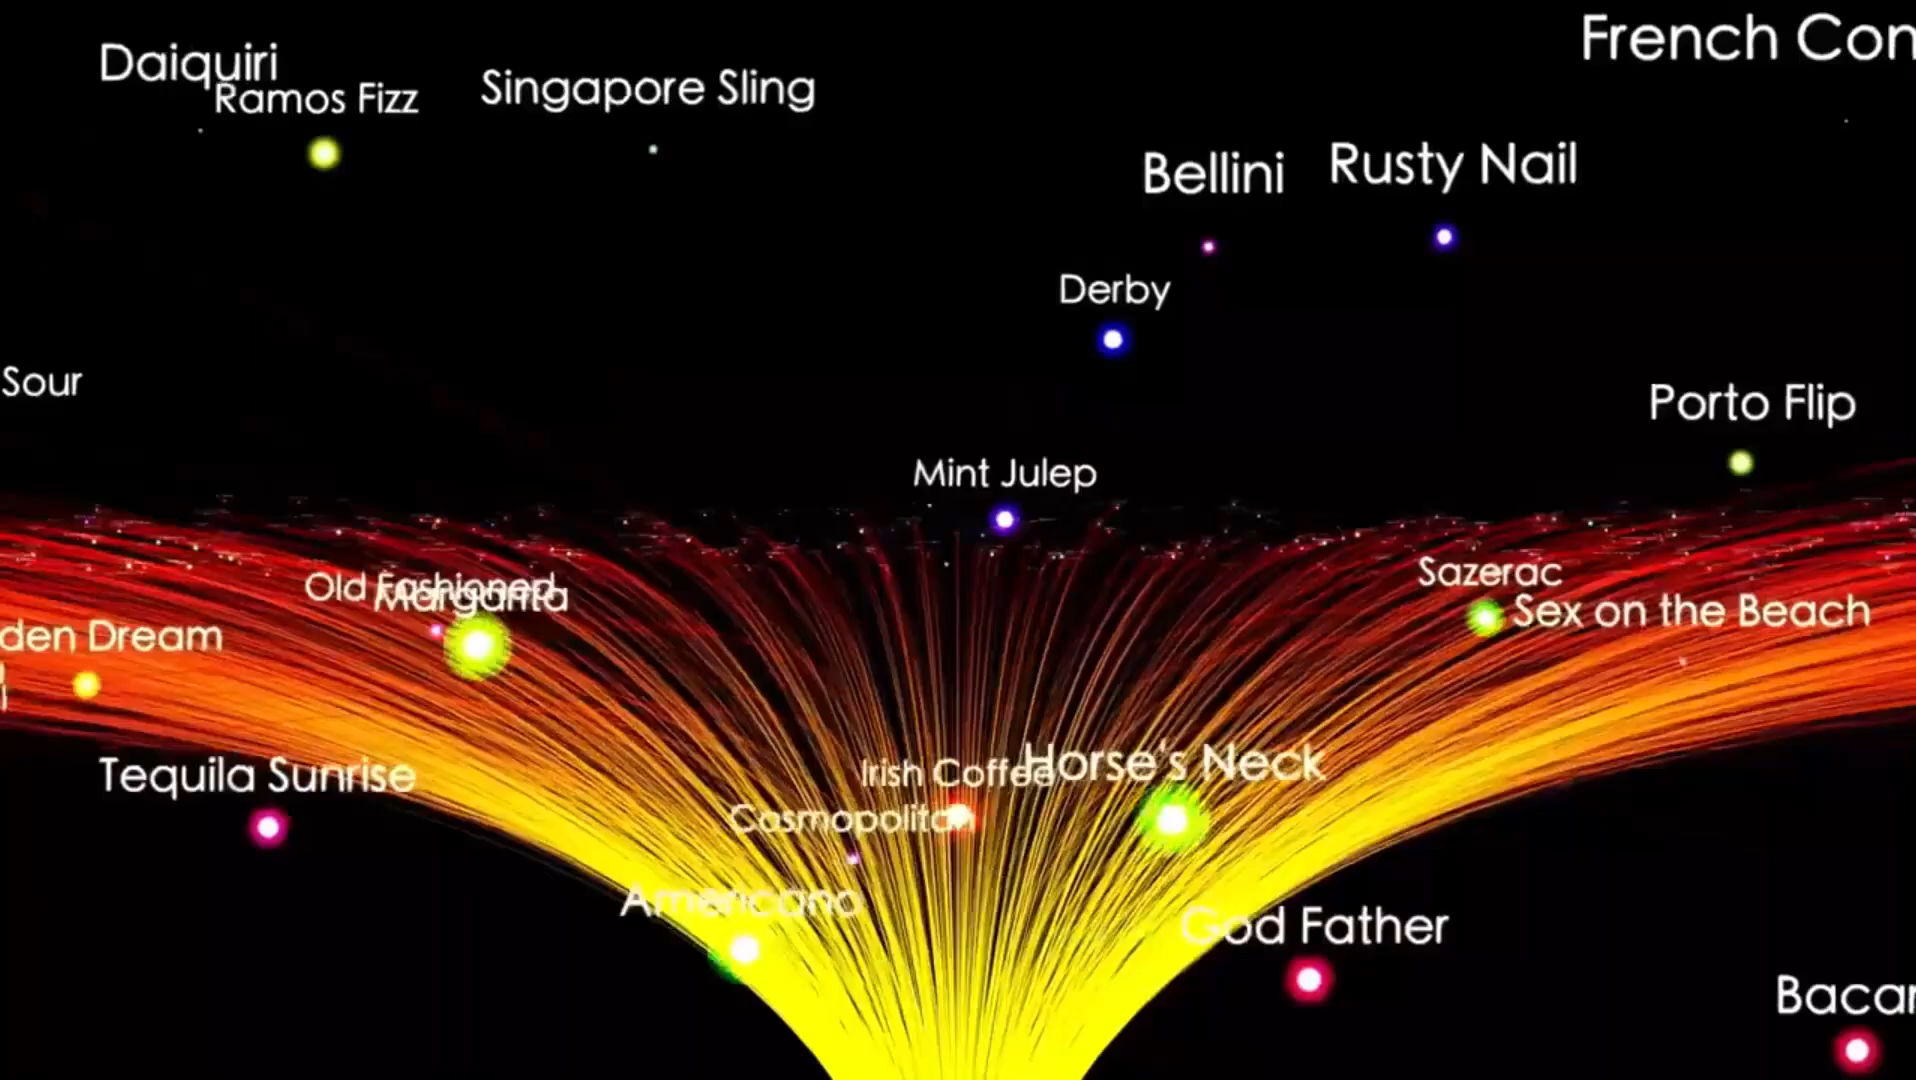 French Con
Daiquiri
Ramos Fizz
Singapore Sling
Bellini
Rusty Nail
Derby
Sour
Porto Flip
Mint Julep
Old Fashioned
Margarita
Sazerac
Sex on the Beach
den Dream
Tequila Sunrise
Irish Coffee
Horse's Neck
Cosmopolitan
Americano
God Father
Bacar